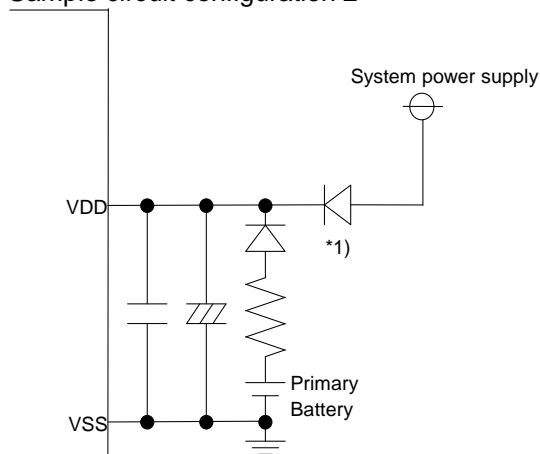 Sample circuit configuration 2
System power supply
VDD
*1)
Primary
Battery
VSS